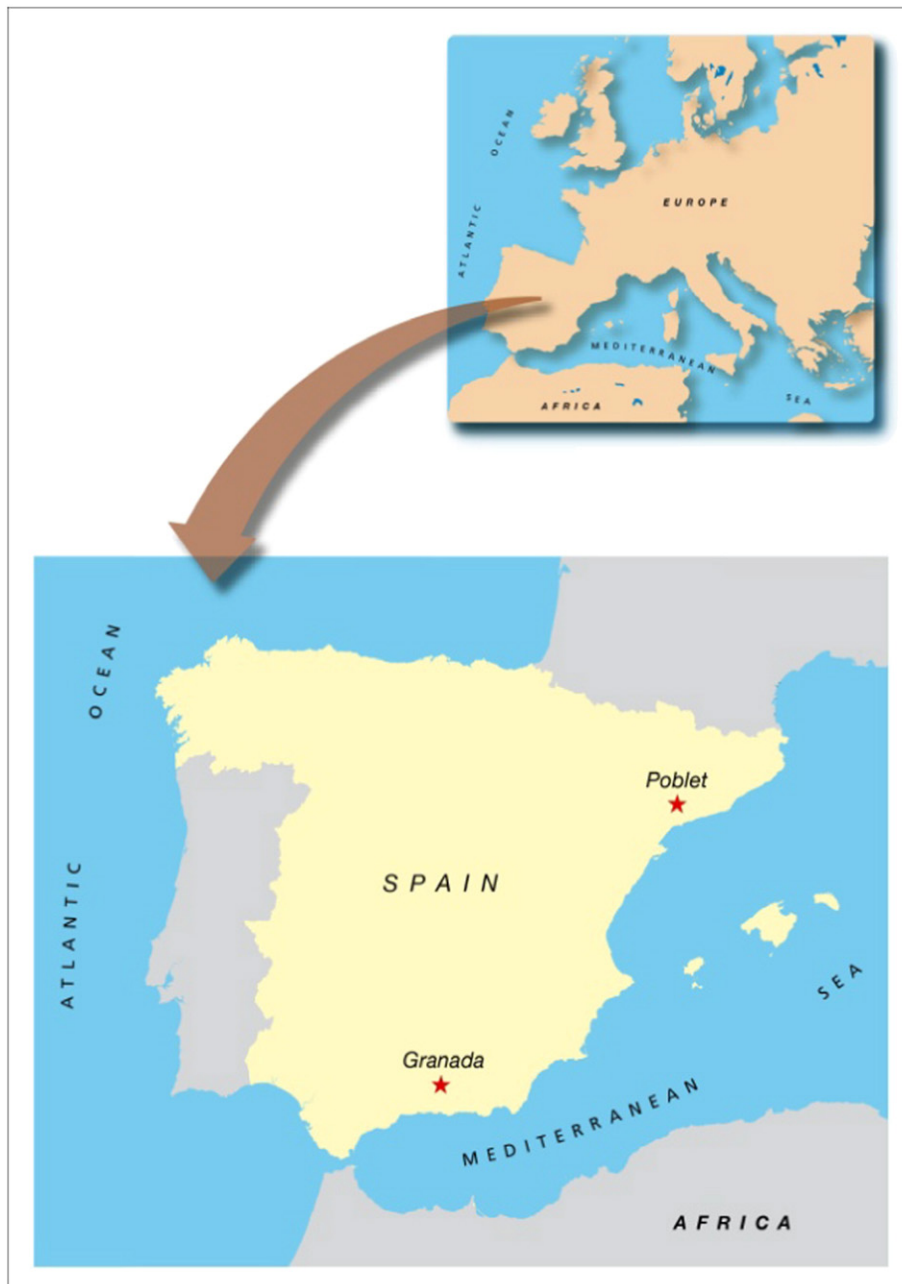 ATLANTIC OCEAN
EUROPE
MEDITERRANEAN SEA
AFRICA
ATLANTIC OCEAN
Poblet
SPAIN
Granada
MEDITERRANEAN SEA
AFRICA